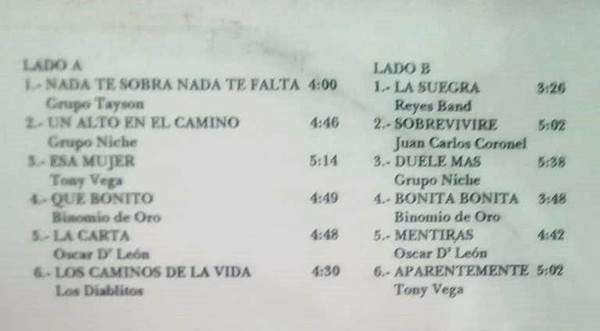 LADO A
1.- NADA TE SOBRA NADA TE FALTA 4:00
Grupo Tayson
2.- UN ALTO EN EL CAMINO 4:46
Grupo Niche
3.- ESA MUJER 5:14
Tony Vega
4.- QUE BONITO 4:49
Binomio de Oro
5.- LA CARTA 4:48
Oscar D' León
6.- LOS CAMINOS DE LA VIDA 4:30
Los Diablitos
LADO B
1.- LA SUEGRA 3:26
Reyes Band
2.- SOBREVIVIRE 5:02
Juan Carlos Coronel
3.- DUELE MAS 5:38
Grupo Niche
4.- BONITA BONITA 3:48
Binomio de Oro
5.- MENTIRAS 4:42
Oscar D' León
6.- APARENTEMENTE 5:02
Tony Vega